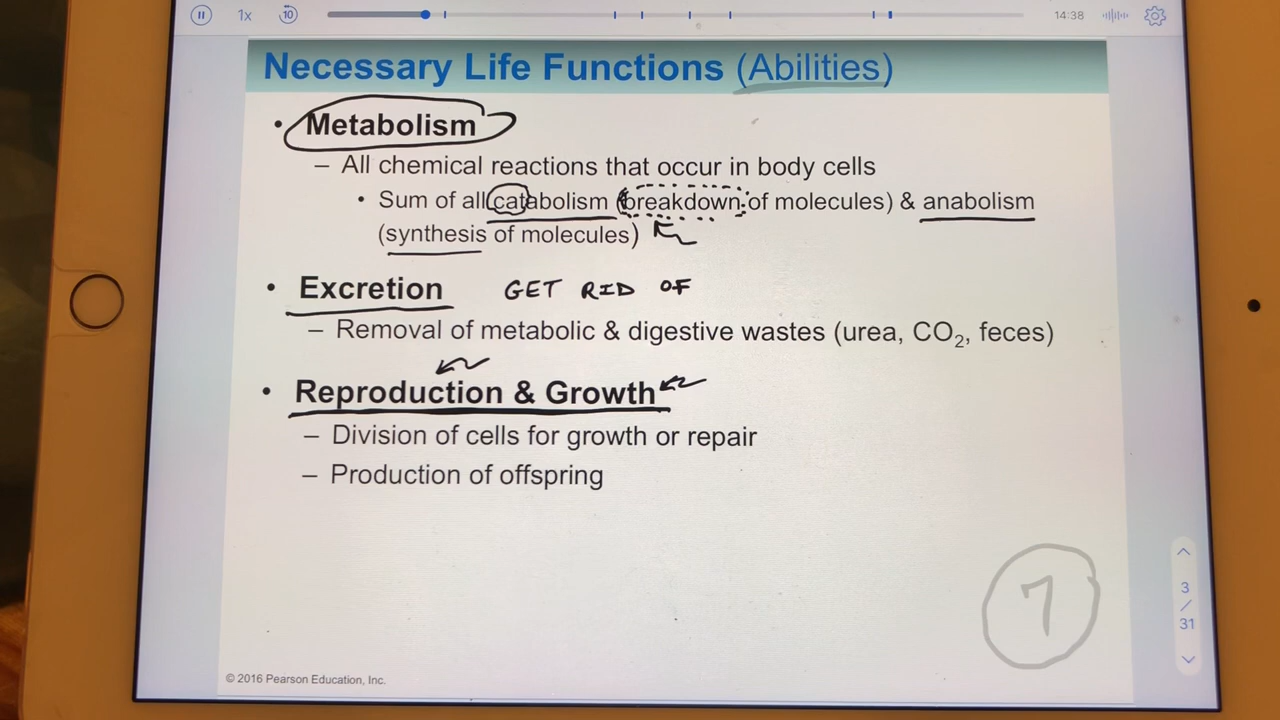 1x
10
14:38
Necessary Life Functions (Abilities)
• Metabolism
– All chemical reactions that occur in body cells
• Sum of all catabolism (breakdown of molecules) & anabolism
(synthesis of molecules)
• Excretion GET RID OF
– Removal of metabolic & digestive wastes (urea, CO₂, feces)
• Reproduction & Growth
– Division of cells for growth or repair
– Production of offspring
7
3
/
31
© 2016 Pearson Education, Inc.